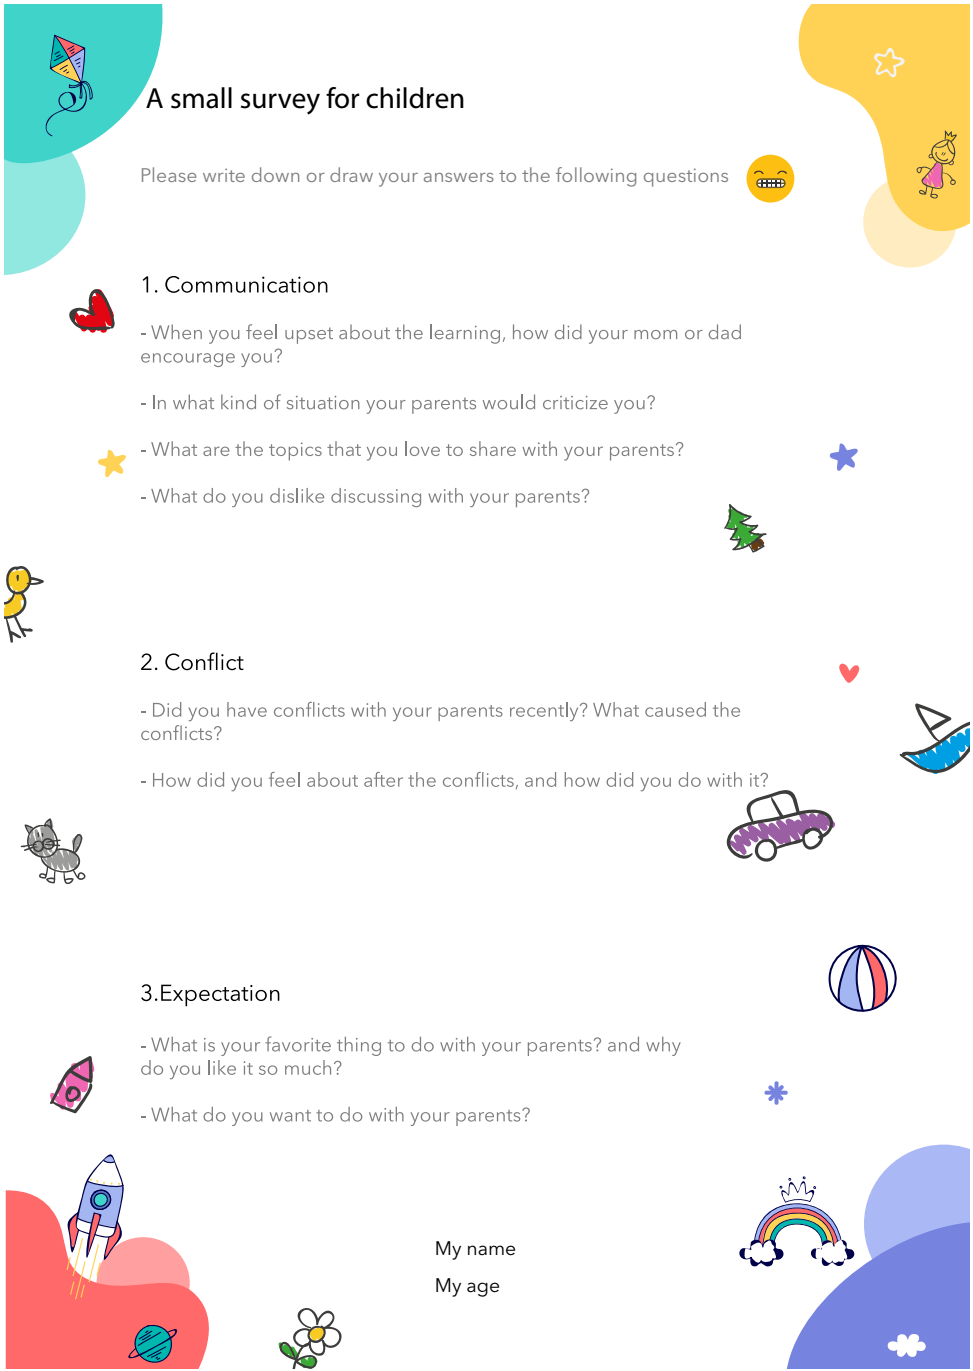 A small survey for children
Please write down or draw your answers to the following questions
1. Communication
- When you feel upset about the learning, how did your mom or dad
encourage you?
- In what kind of situation your parents would criticize you?
- What are the topics that you love to share with your parents?
- What do you dislike discussing with your parents?
2. Conflict
- Did you have conflicts with your parents recently? What caused the
conflicts?
- How did you feel about after the conflicts, and how did you do with it?
3.Expectation
- What is your favorite thing to do with your parents? and why
do you like it so much?
- What do you want to do with your parents?
My name
My age